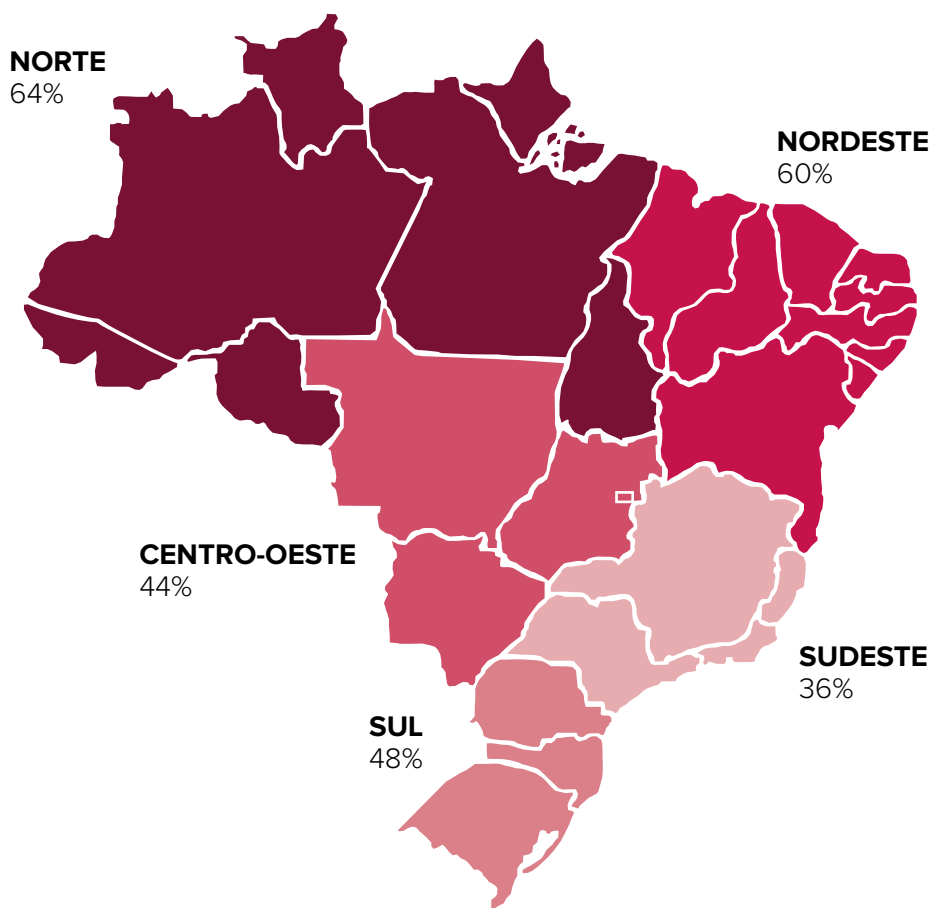 NORTE
64%
NORDESTE
60%
CENTRO-OESTE
44%
SUDESTE
36%
SUL
48%